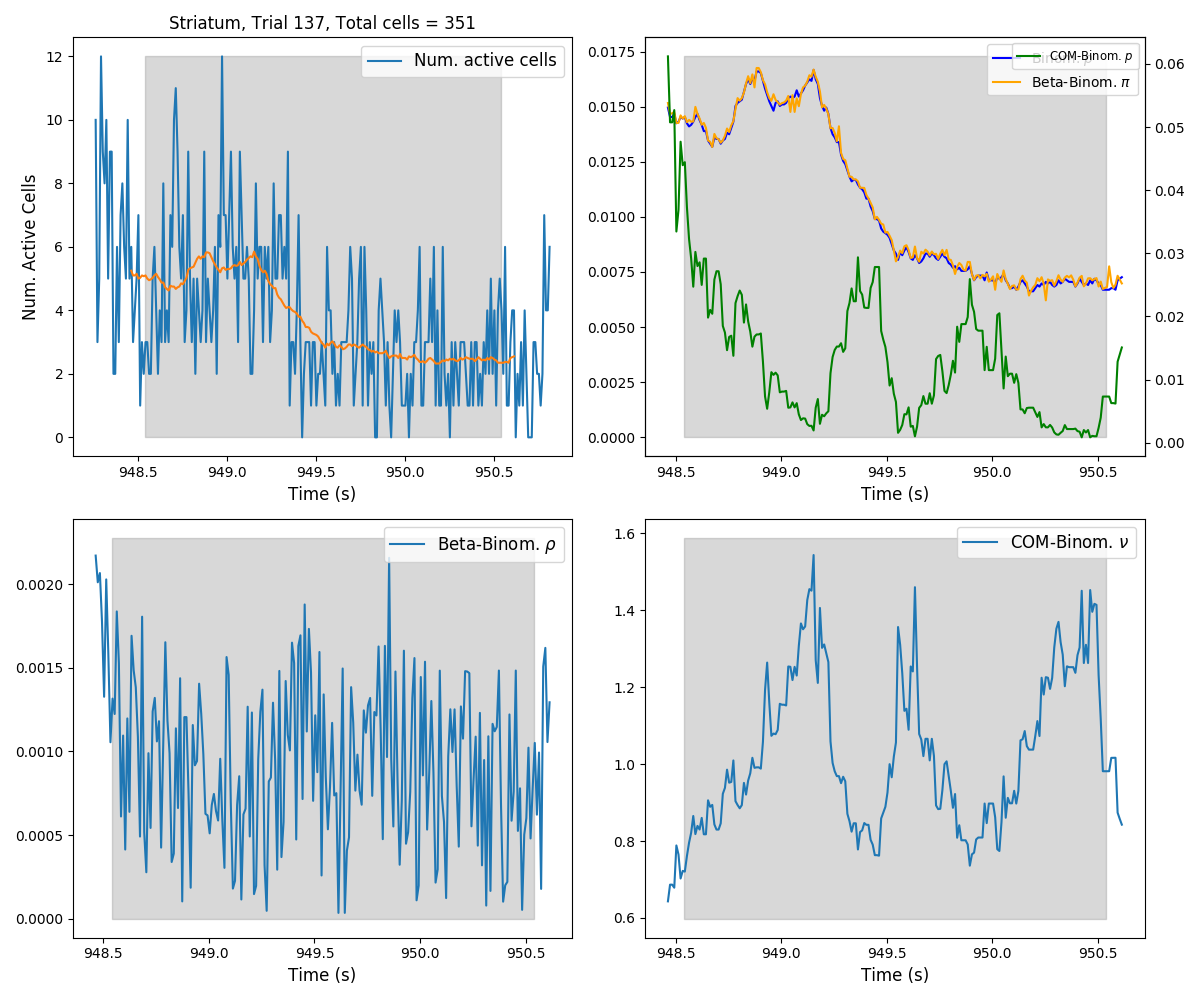 Striatum, Trial 137, Total cells = 351
Num. active cells
12
10
8
6
4
2
0
Num. Active Cells
948.5 949.0 949.5 950.0 950.5
Time (s)
COM-Binom. p
Binom. p
Beta-Binom. π
0.0175
0.0150
0.0125
0.0100
0.0075
0.0050
0.0025
0.0000
0.06
0.05
0.04
0.03
0.02
0.01
0.00
948.5 949.0 949.5 950.0 950.5
Time (s)
Beta-Binom. ρ
0.0020
0.0015
0.0010
0.0005
0.0000
948.5 949.0 949.5 950.0 950.5
Time (s)
COM-Binom. ν
1.6
1.4
1.2
1.0
0.8
0.6
948.5 949.0 949.5 950.0 950.5
Time (s)